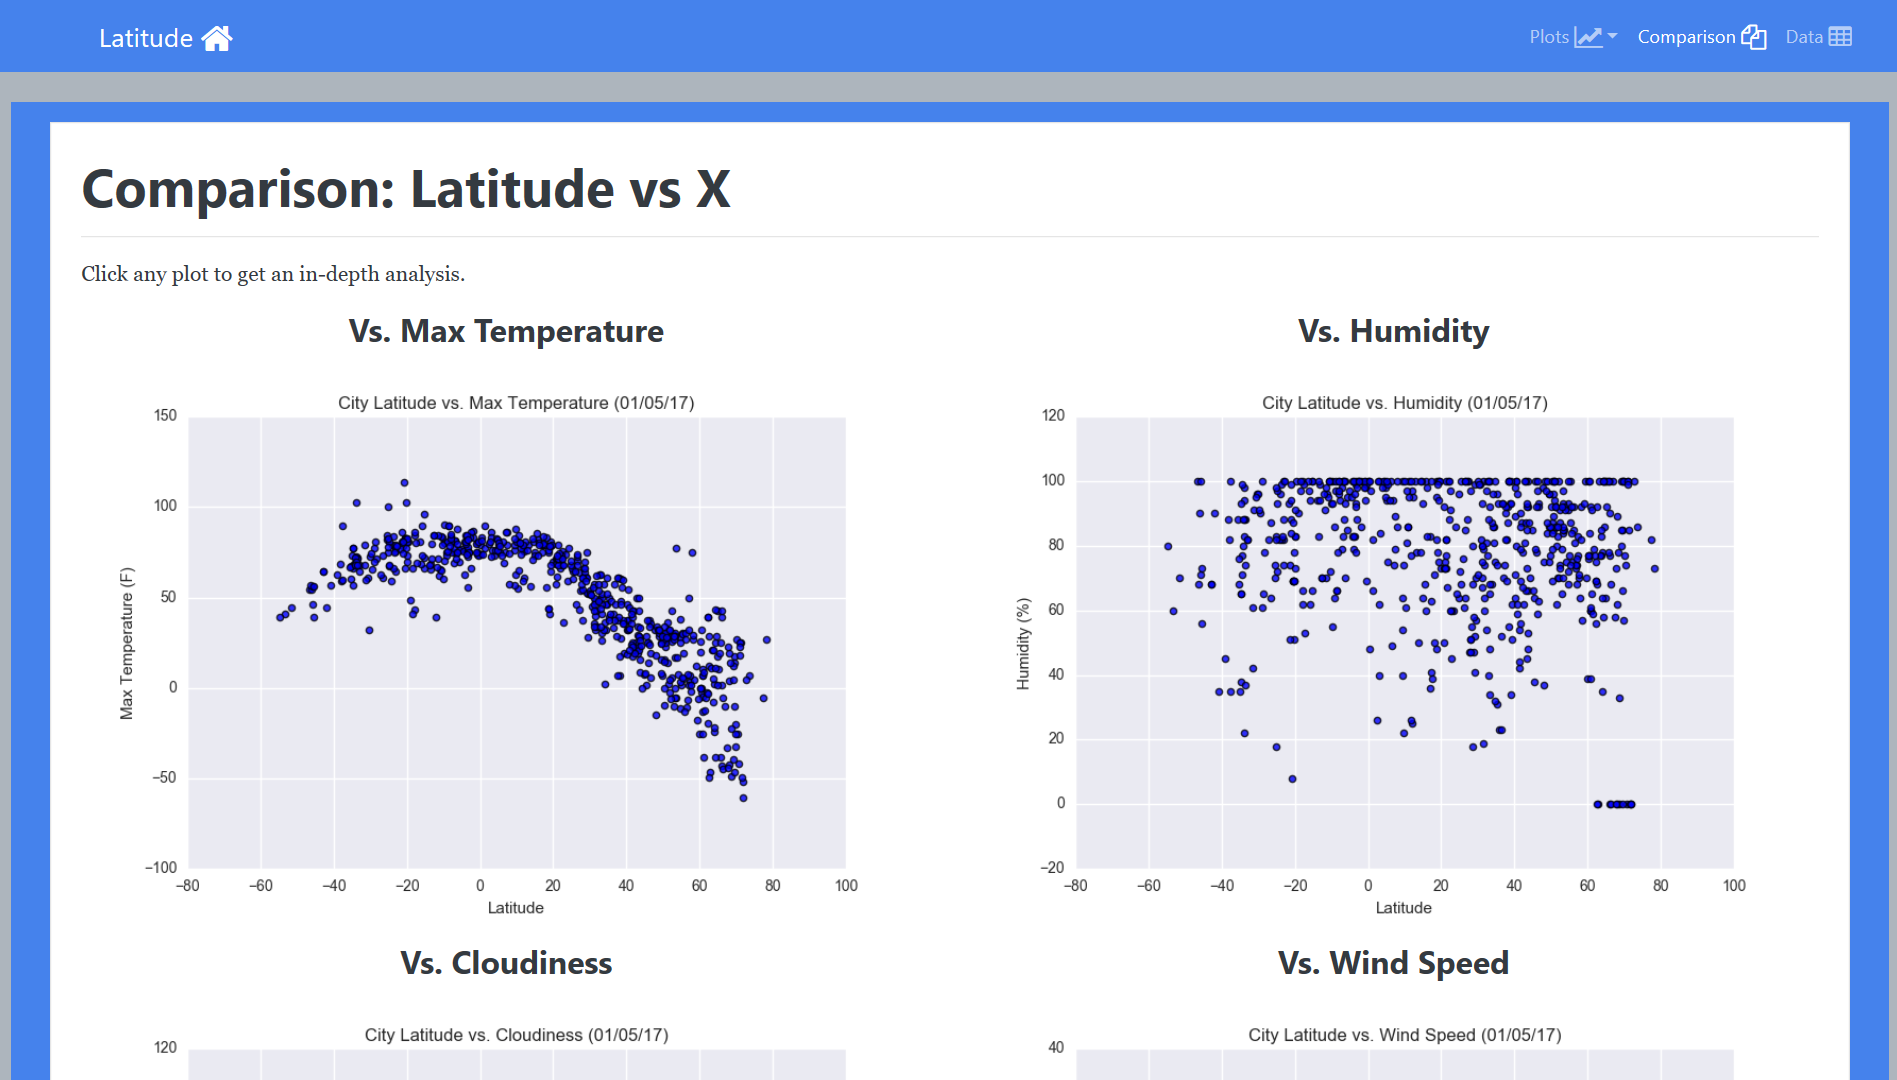 Latitude
Plots Comparison Data
Comparison: Latitude vs X
Click any plot to get an in-depth analysis.
Vs. Max Temperature
City Latitude vs. Max Temperature (01/05/17)
150
100
50
0
−50
−100
Max Temperature (F)
−80 −60 −40 −20 0 20 40 60 80 100
Latitude
Vs. Humidity
City Latitude vs. Humidity (01/05/17)
120
100
80
60
40
20
0
−20
Humidity (%)
−80 −60 −40 −20 0 20 40 60 80 100
Latitude
Vs. Cloudiness
City Latitude vs. Cloudiness (01/05/17)
120
Vs. Wind Speed
City Latitude vs. Wind Speed (01/05/17)
40